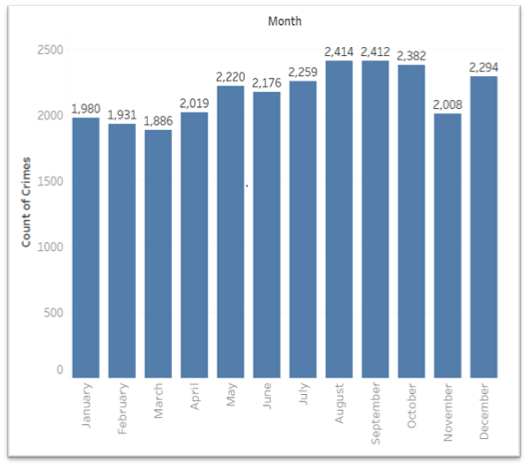 Month
Count of Crimes
2500
2000
1500
1000
500
0
1,980
1,931
1,886
2,019
2,220
2,176
2,259
2,414
2,412
2,382
2,008
2,294
January
February
March
April
May
June
July
August
September
October
November
December